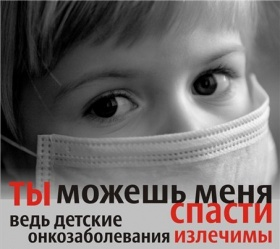 ты можешь меня
спасти
ведь детские
онкозаболевания излечимы